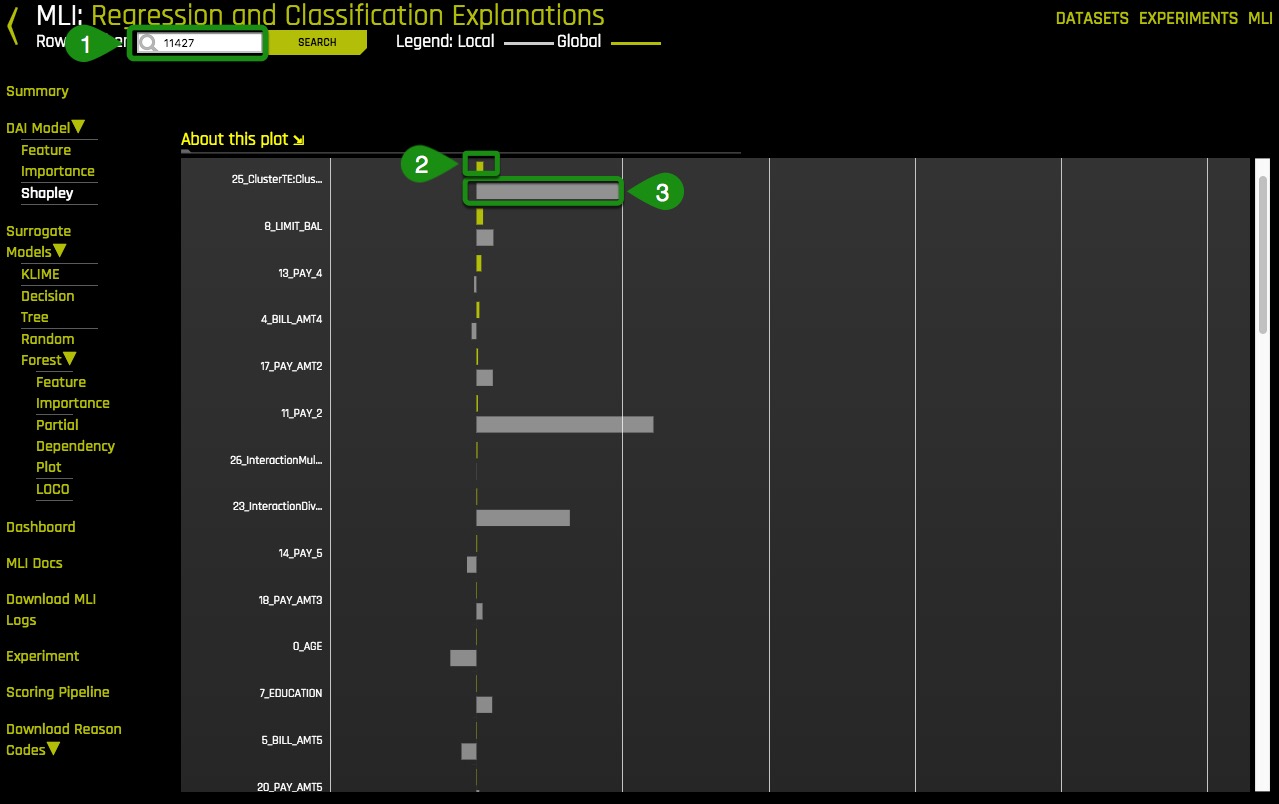 MLI: Regression and Classification Explanations
DATASETS EXPERIMENTS MLI
1
11427
SEARCH
Legend: Local
Global
Summary
DAI Model▼
Feature
Importance
Shapley
Surrogate
Models▼
KLIME
Decision
Tree
Random
Forest▼
Feature
Importance
Partial
Dependency
Plot
LOCO
Dashboard
MLI Docs
Download MLI
Logs
Experiment
Scoring Pipeline
Download Reason
Codes▼
About this plot
2
3
25_ClusterTE:Clus...
8_LIMIT_BAL
13_PAY_4
4_BILL_AMT4
17_PAY_AMT2
11_PAY_2
26_InteractionMul...
23_InteractionDiv...
14_PAY_5
18_PAY_AMT3
0_AGE
7_EDUCATION
5_BILL_AMT5
20_PAY_AMT5